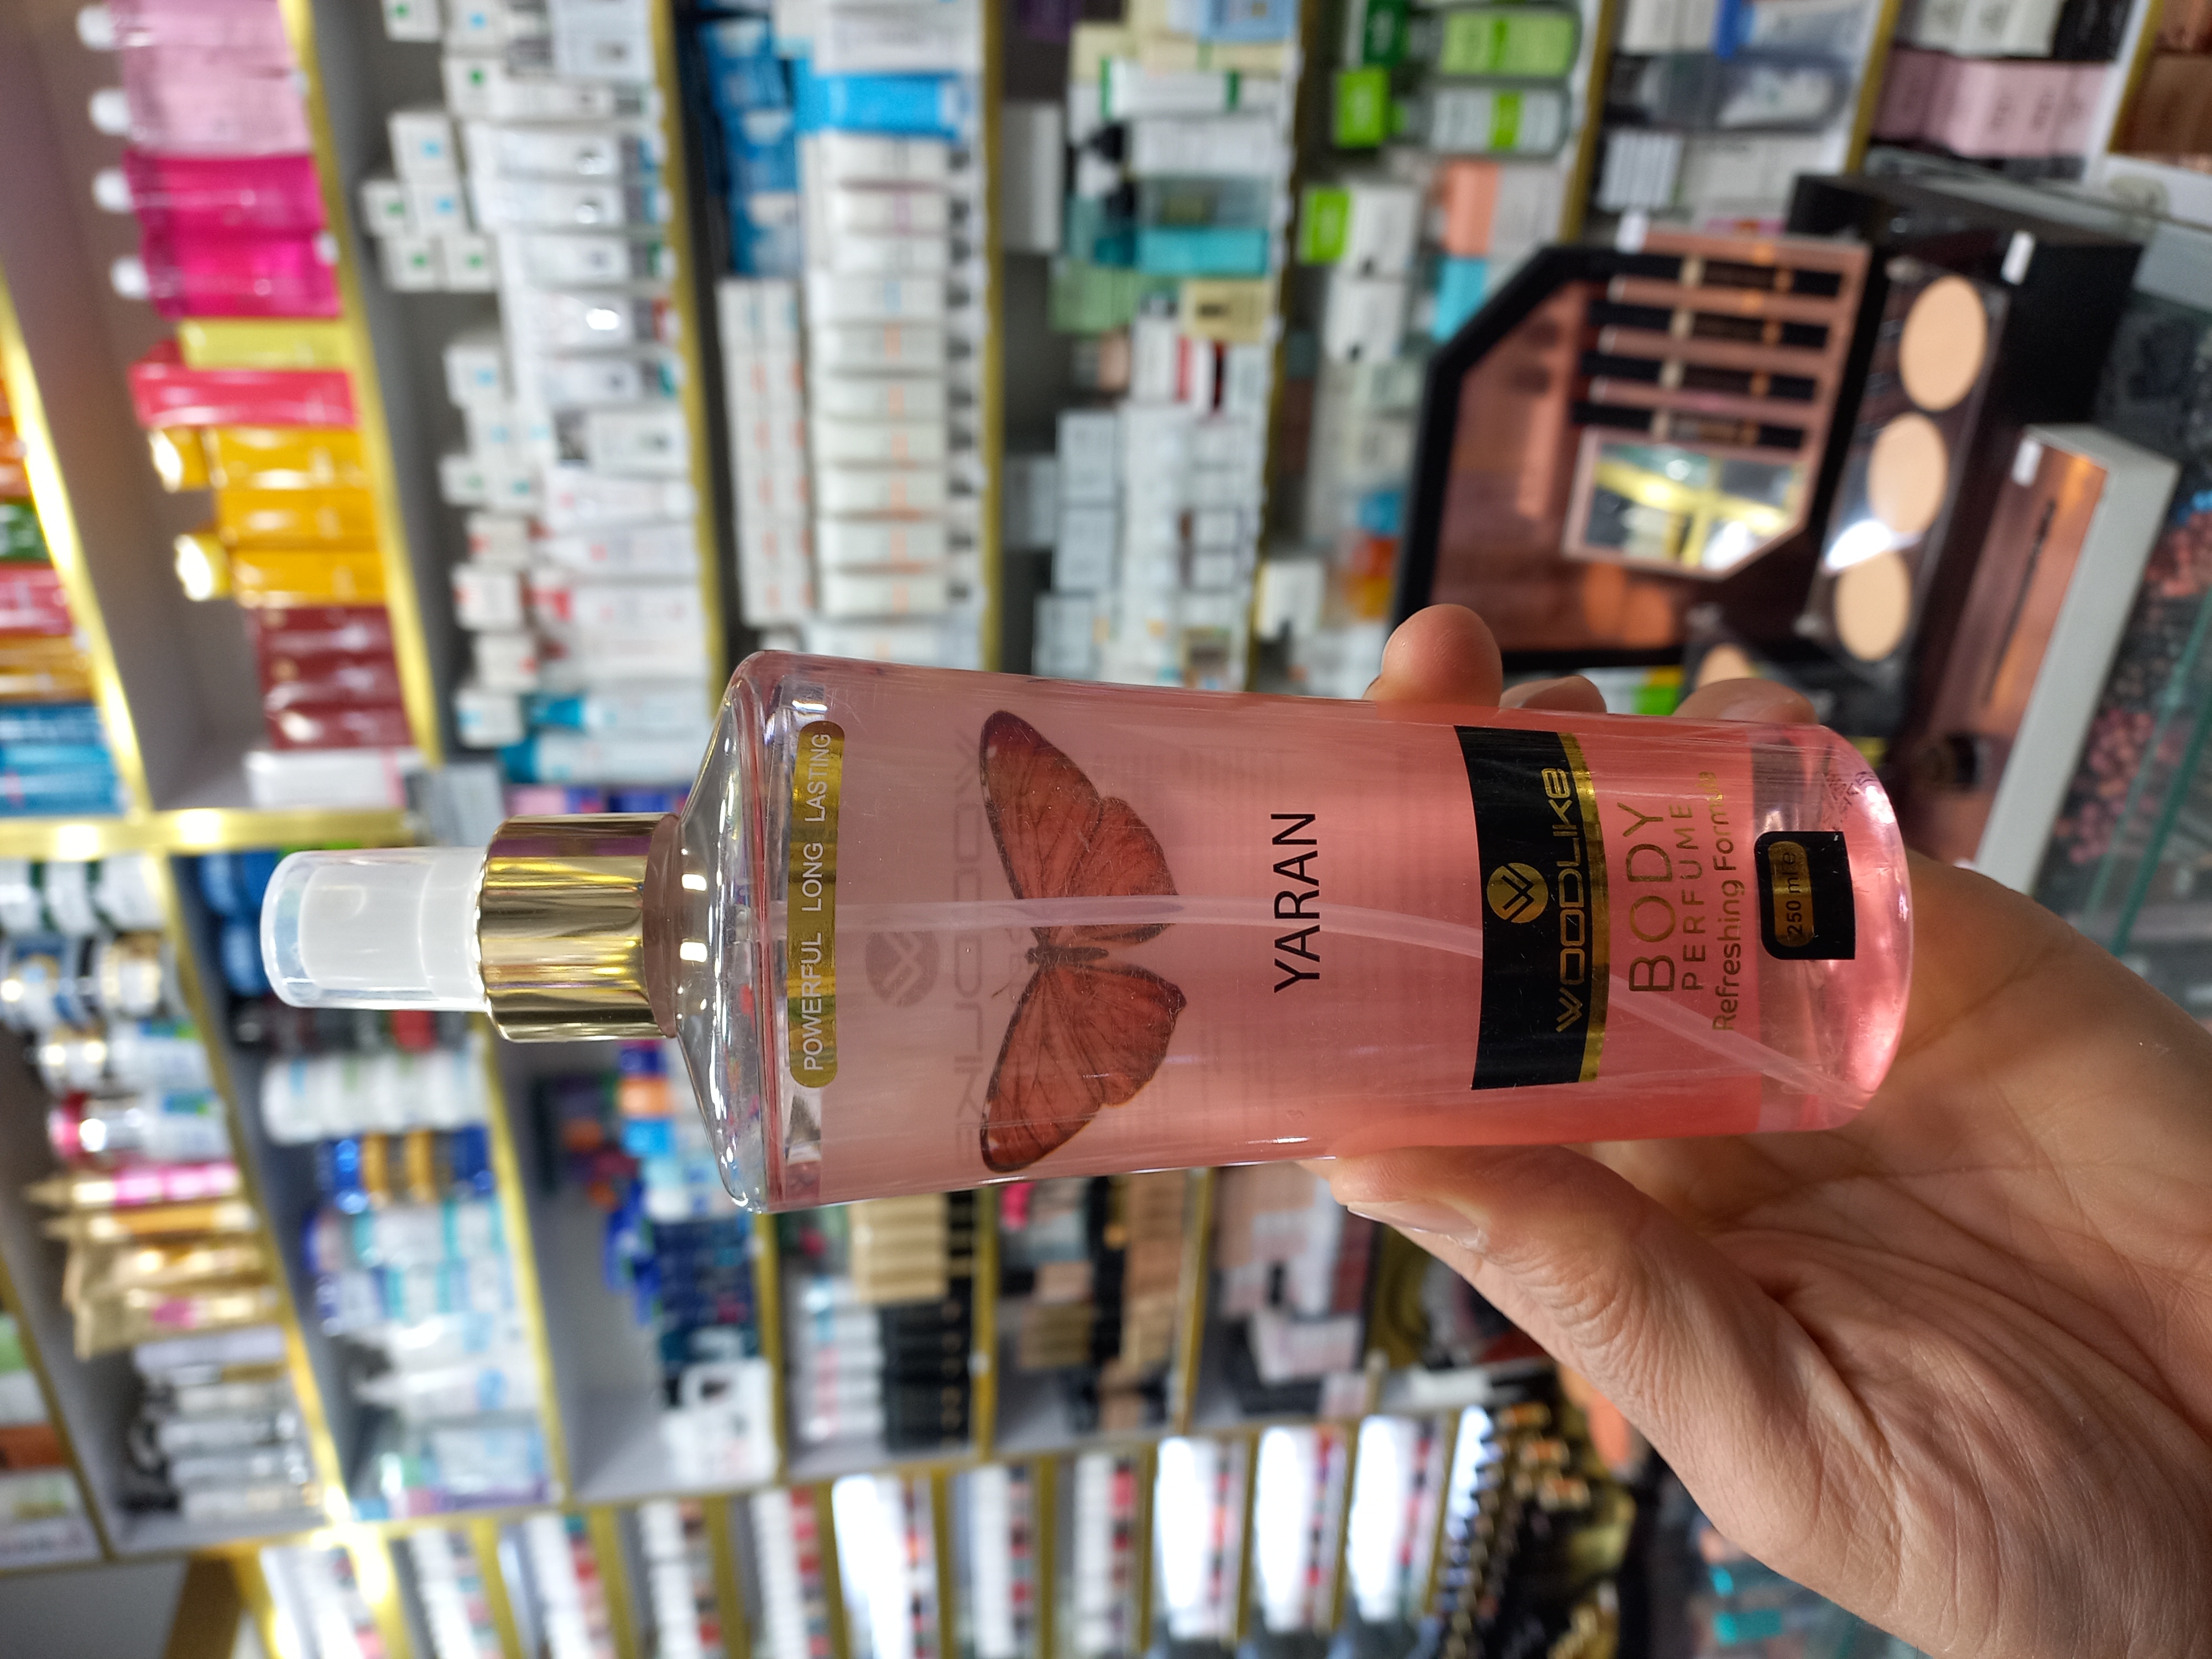 POWERFUL LONG LASTING
YARAN
WOODLIKE
BODY
PERFUME
Refreshing Formula
250 ml e